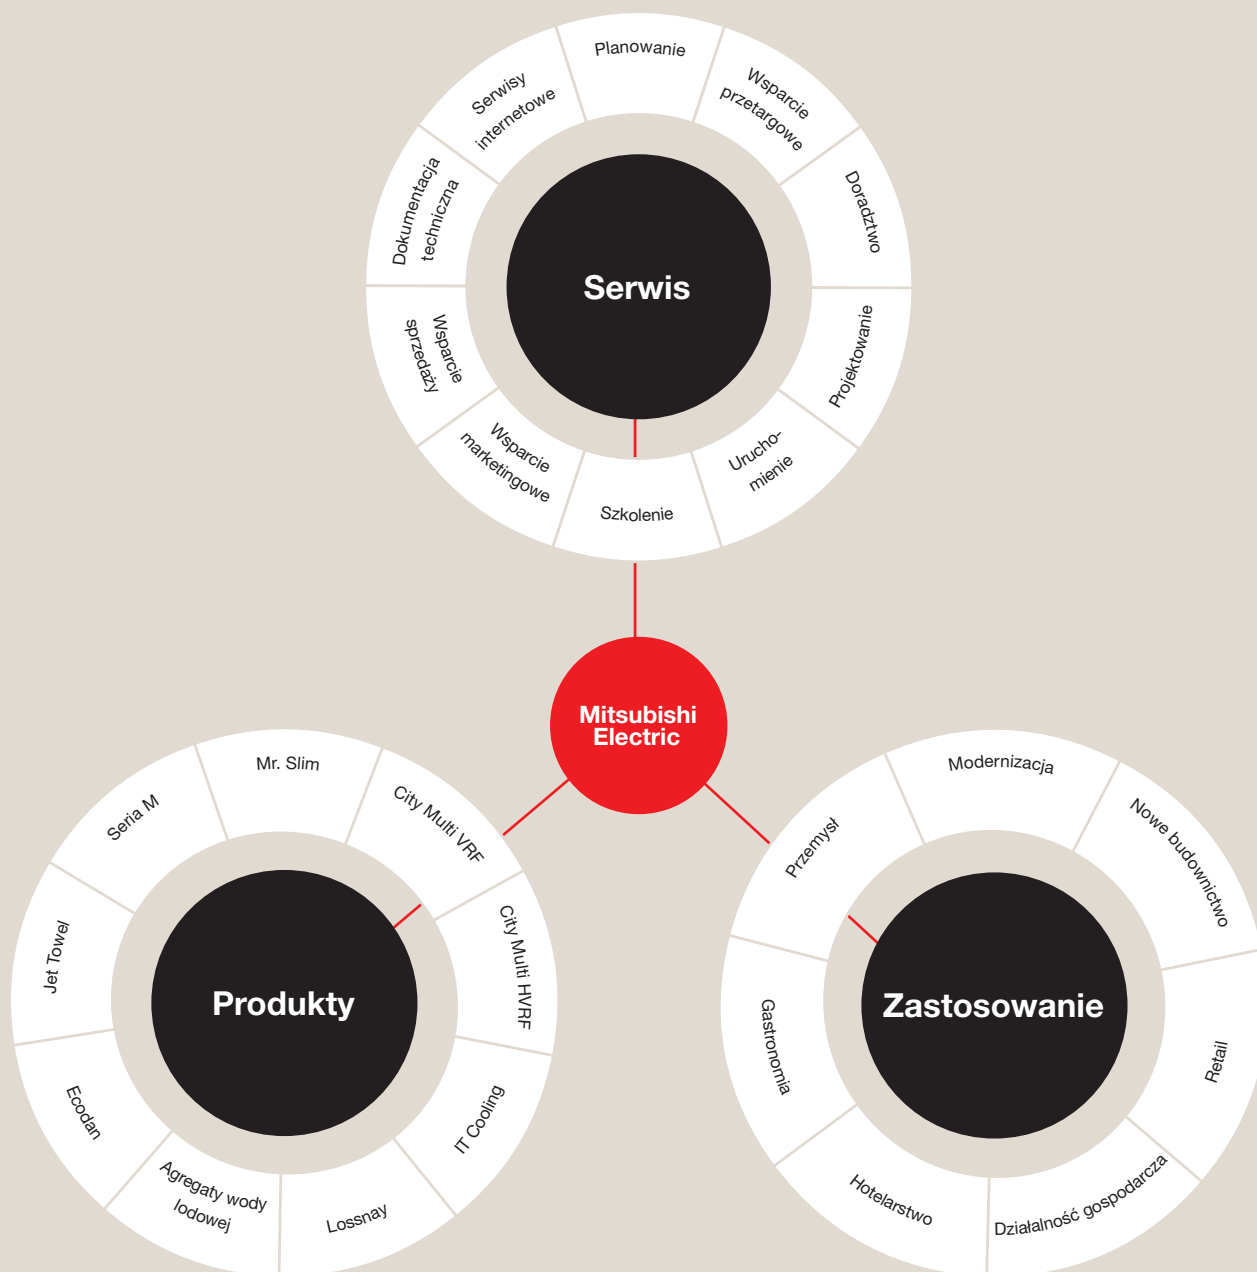 Planowanie
Wsparcie
przetargowe
Doradztwo
Projektowanie
Urucho-
mienie
Szkolenie
Wsparcie
marketingowe
Wsparcie
sprzedaży
Dokumentacja
techniczna
Serwisy
internetowe
Serwis
Mitsubishi
Electric
Mr. Slim
City Multi VRF
City Multi HVRF
IT Cooling
Lossnay
Agregaty wody
lodowej
Ecodan
Jet Towel
Seria M
Produkty
Modernizacja
Nowe budownictwo
Retail
Działalność gospodarcza
Hotelarstwo
Gastronomia
Przemysł
Zastosowanie